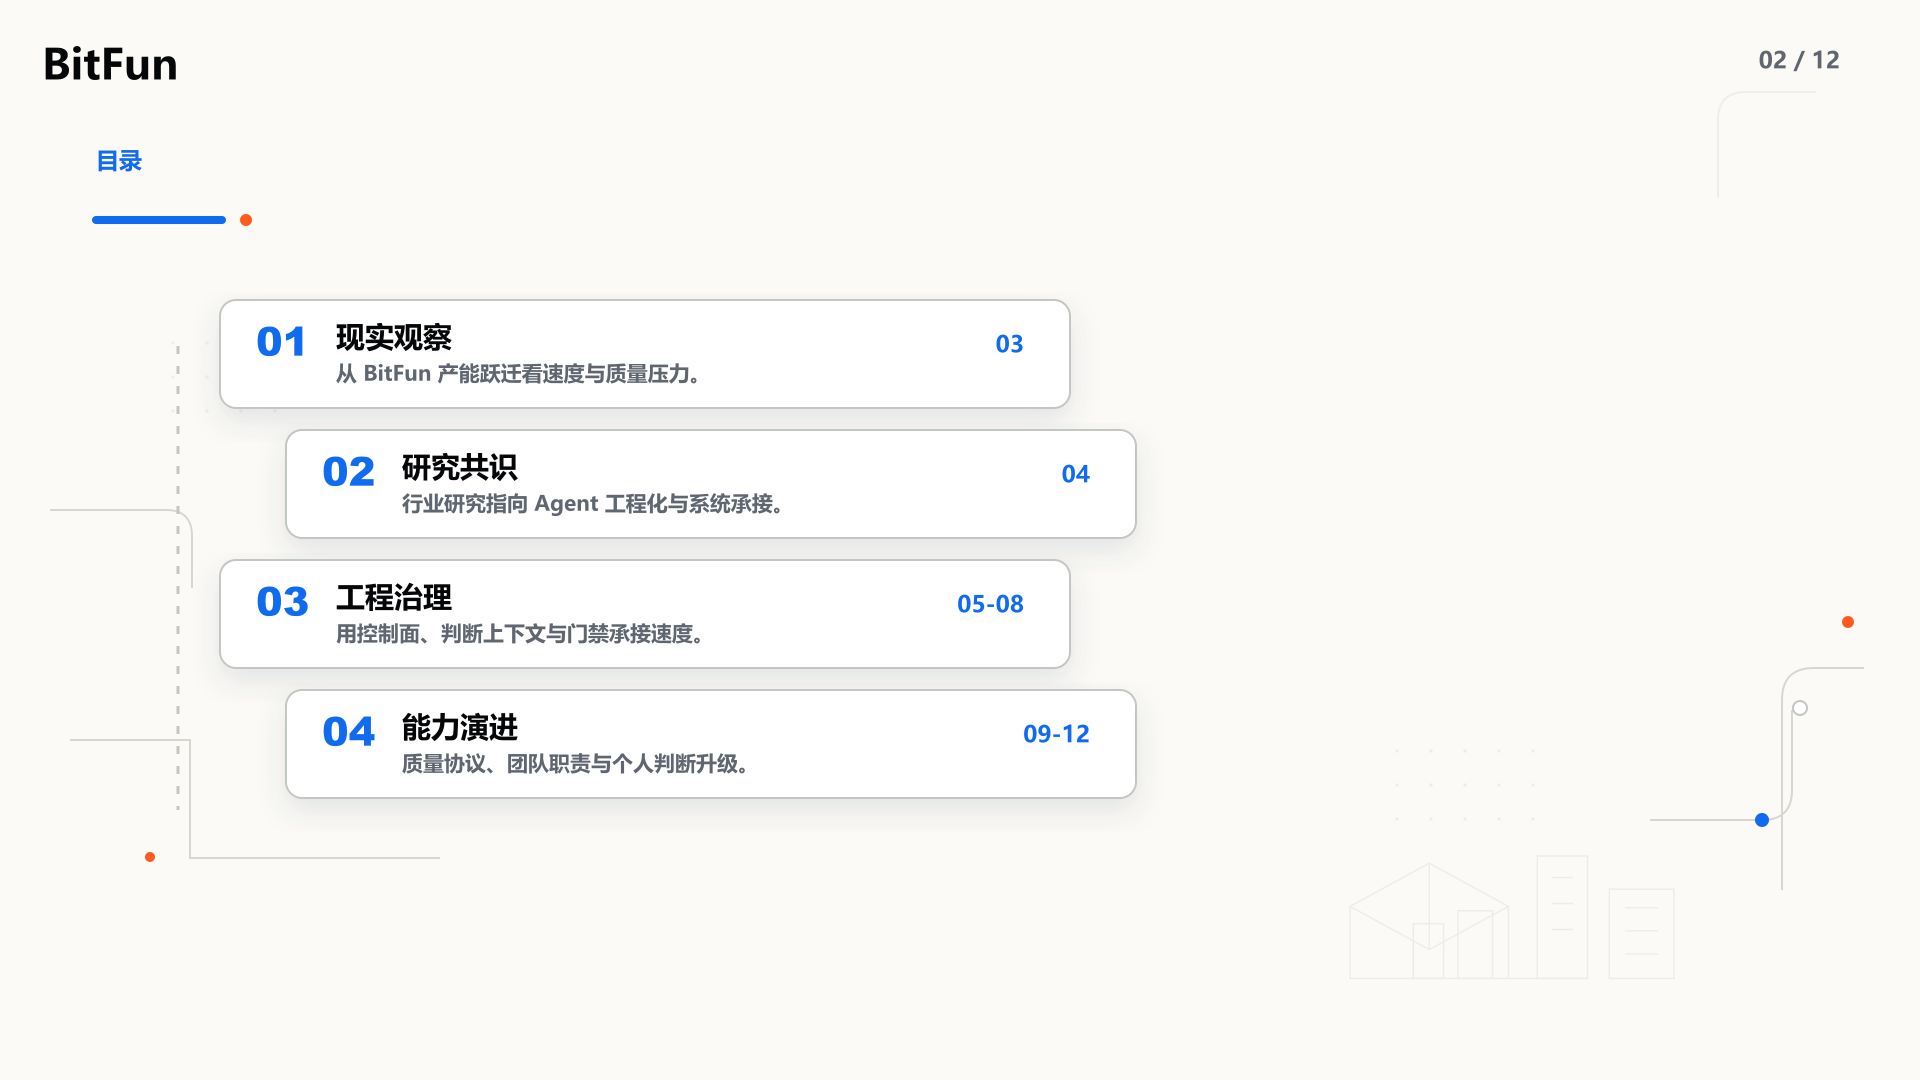 BitFun
02 / 12
目录
01
现实观察
03
从 BitFun 产能跃迁看速度与质量压力。
02
研究共识
04
行业研究指向 Agent 工程化与系统承接。
03
工程治理
05-08
用控制面、判断上下文与门禁承接速度。
04
能力演进
09-12
质量协议、团队职责与个人判断升级。